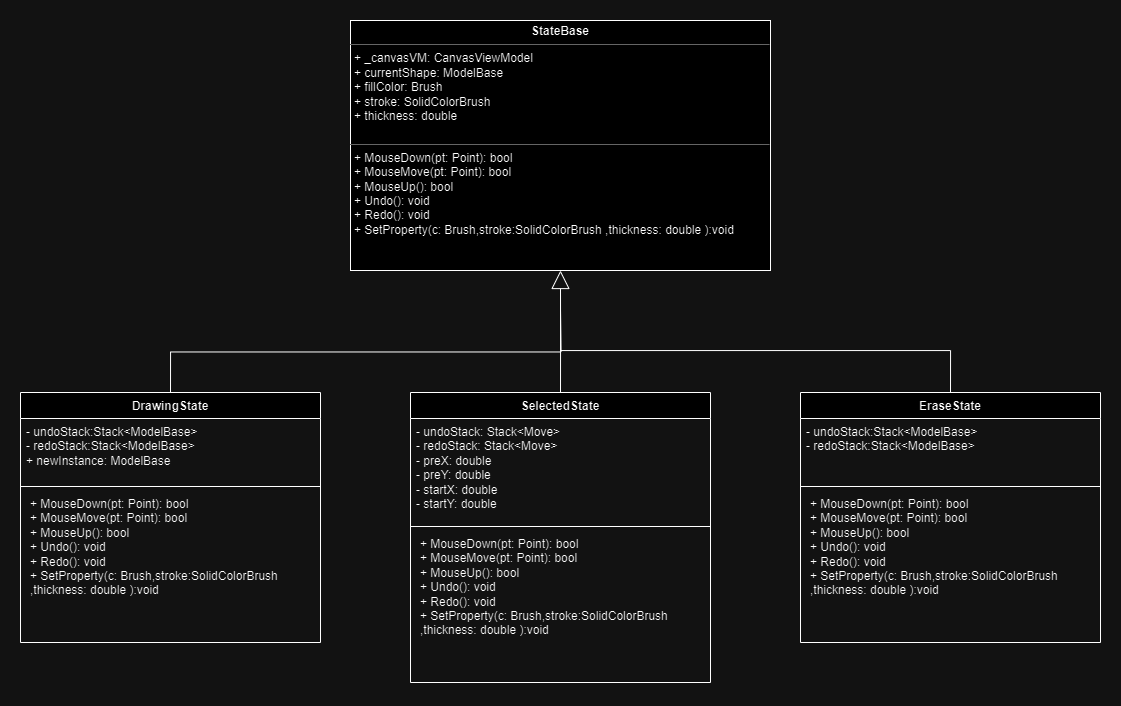 StateBase
+ _canvasVM: CanvasViewModel
+ currentShape: ModelBase
+ fillColor: Brush
+ stroke: SolidColorBrush
+ thickness: double
+ MouseDown(pt: Point): bool
+ MouseMove(pt: Point): bool
+ MouseUp(): bool
+ Undo(): void
+ Redo(): void
+ SetProperty(c: Brush,stroke:SolidColorBrush ,thickness: double ):void
DrawingState
- undoStack:Stack<ModelBase>
- redoStack:Stack<ModelBase>
+ newInstance: ModelBase
+ MouseDown(pt: Point): bool
+ MouseMove(pt: Point): bool
+ MouseUp(): bool
+ Undo(): void
+ Redo(): void
+ SetProperty(c: Brush,stroke:SolidColorBrush
,thickness: double ):void
SelectedState
- undoStack: Stack<Move>
- redoStack: Stack<Move>
- preX: double
- preY: double
- startX: double
- startY: double
+ MouseDown(pt: Point): bool
+ MouseMove(pt: Point): bool
+ MouseUp(): bool
+ Undo(): void
+ Redo(): void
+ SetProperty(c: Brush,stroke:SolidColorBrush
,thickness: double ):void
EraseState
- undoStack:Stack<ModelBase>
- redoStack:Stack<ModelBase>
+ MouseDown(pt: Point): bool
+ MouseMove(pt: Point): bool
+ MouseUp(): bool
+ Undo(): void
+ Redo(): void
+ SetProperty(c: Brush,stroke:SolidColorBrush
,thickness: double ):void